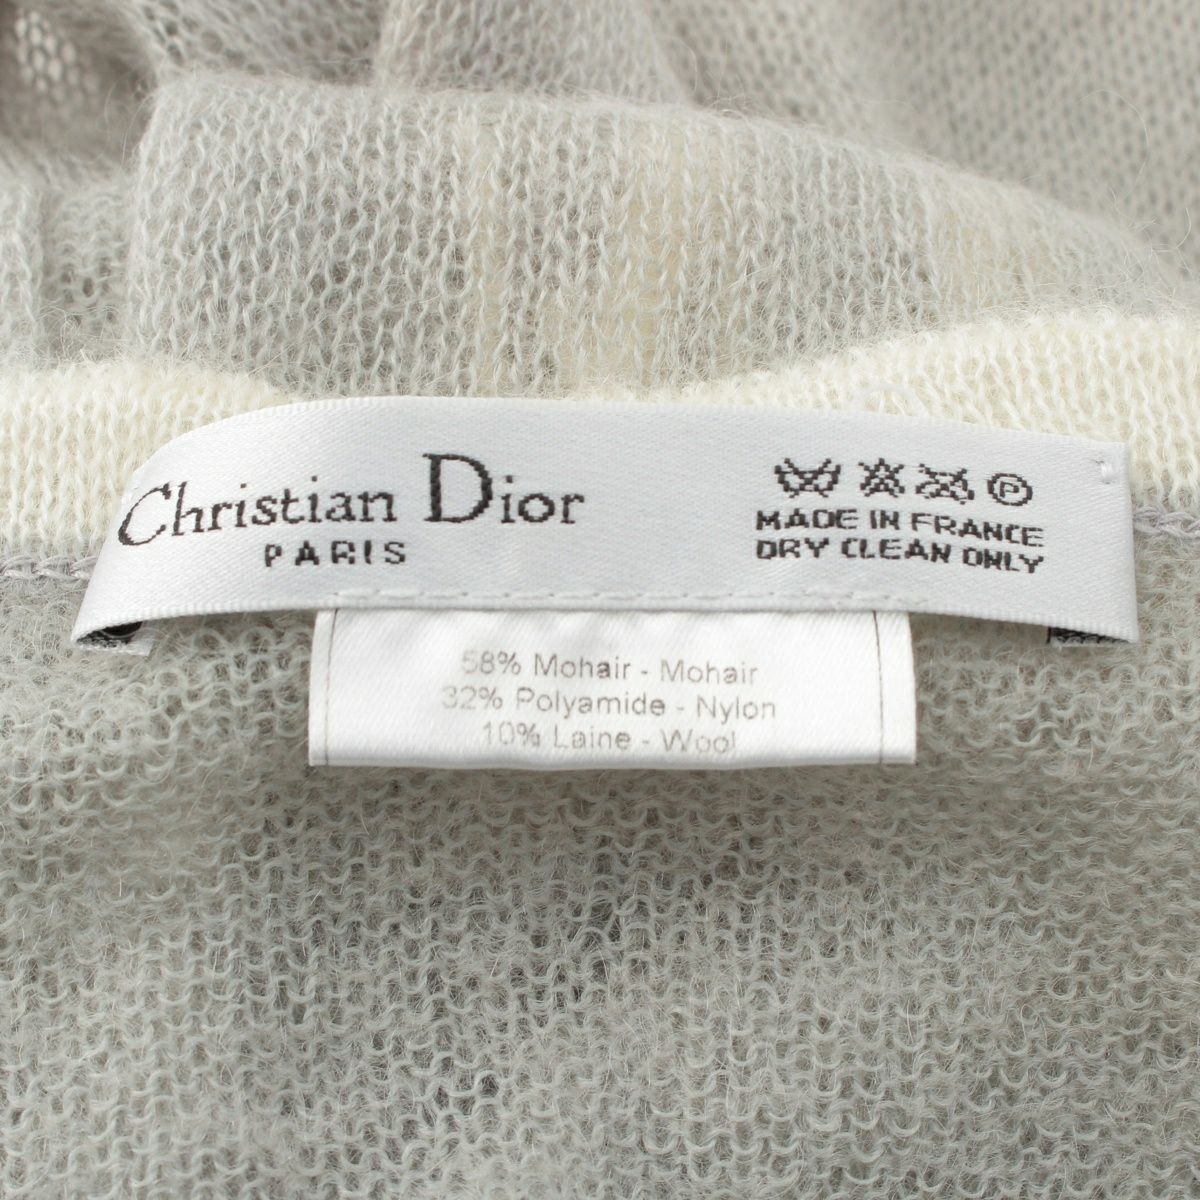 Christian Dior
PARIS
P
MADE IN FRANCE
DRY CLEAN ONLY
58% Mohair - Mohair
32% Polyamide - Nylon
10% Laine - Wool